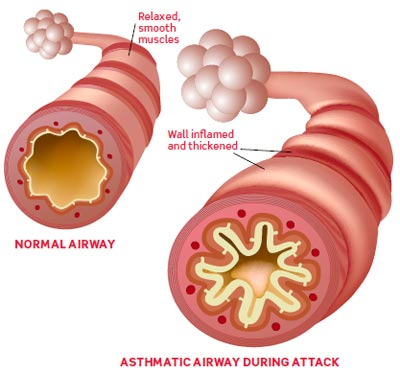 Relaxed,
smooth
muscles
Wall inflamed
and thickened
NORMAL AIRWAY
ASTHMATIC AIRWAY DURING ATTACK